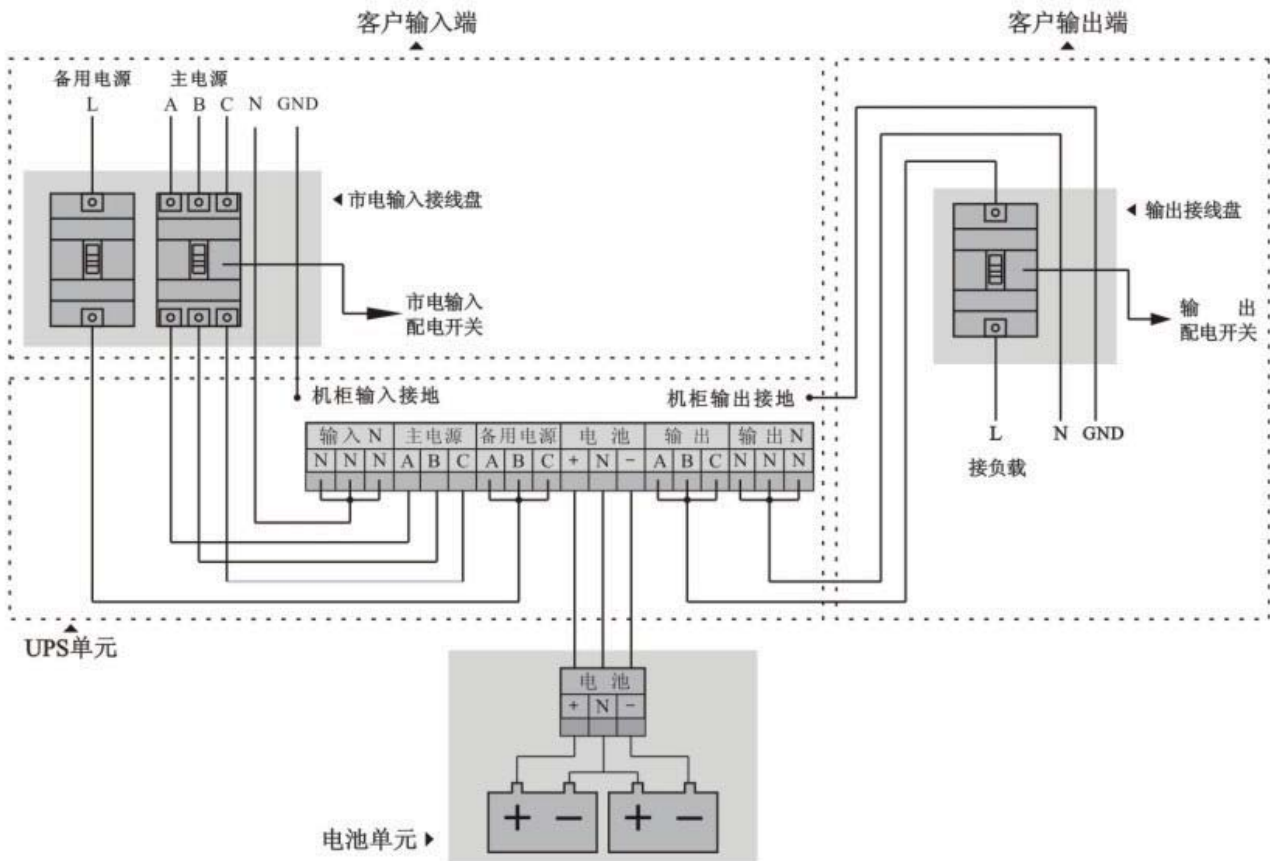 客户输入端
客户输出端
备用电源 主电源
L A B C N GND
市电输入接线盘
输出接线盘
市电输入
配电开关
输 出
配电开关
机柜输入接地
机柜输出接地
输入N 主电源 备用电源 电 池 输 出 输出N
N N N A B C A B C + N - A B C N N N
L N GND
接负载
UPS单元
电 池
+ N -
+ - + -
电池单元